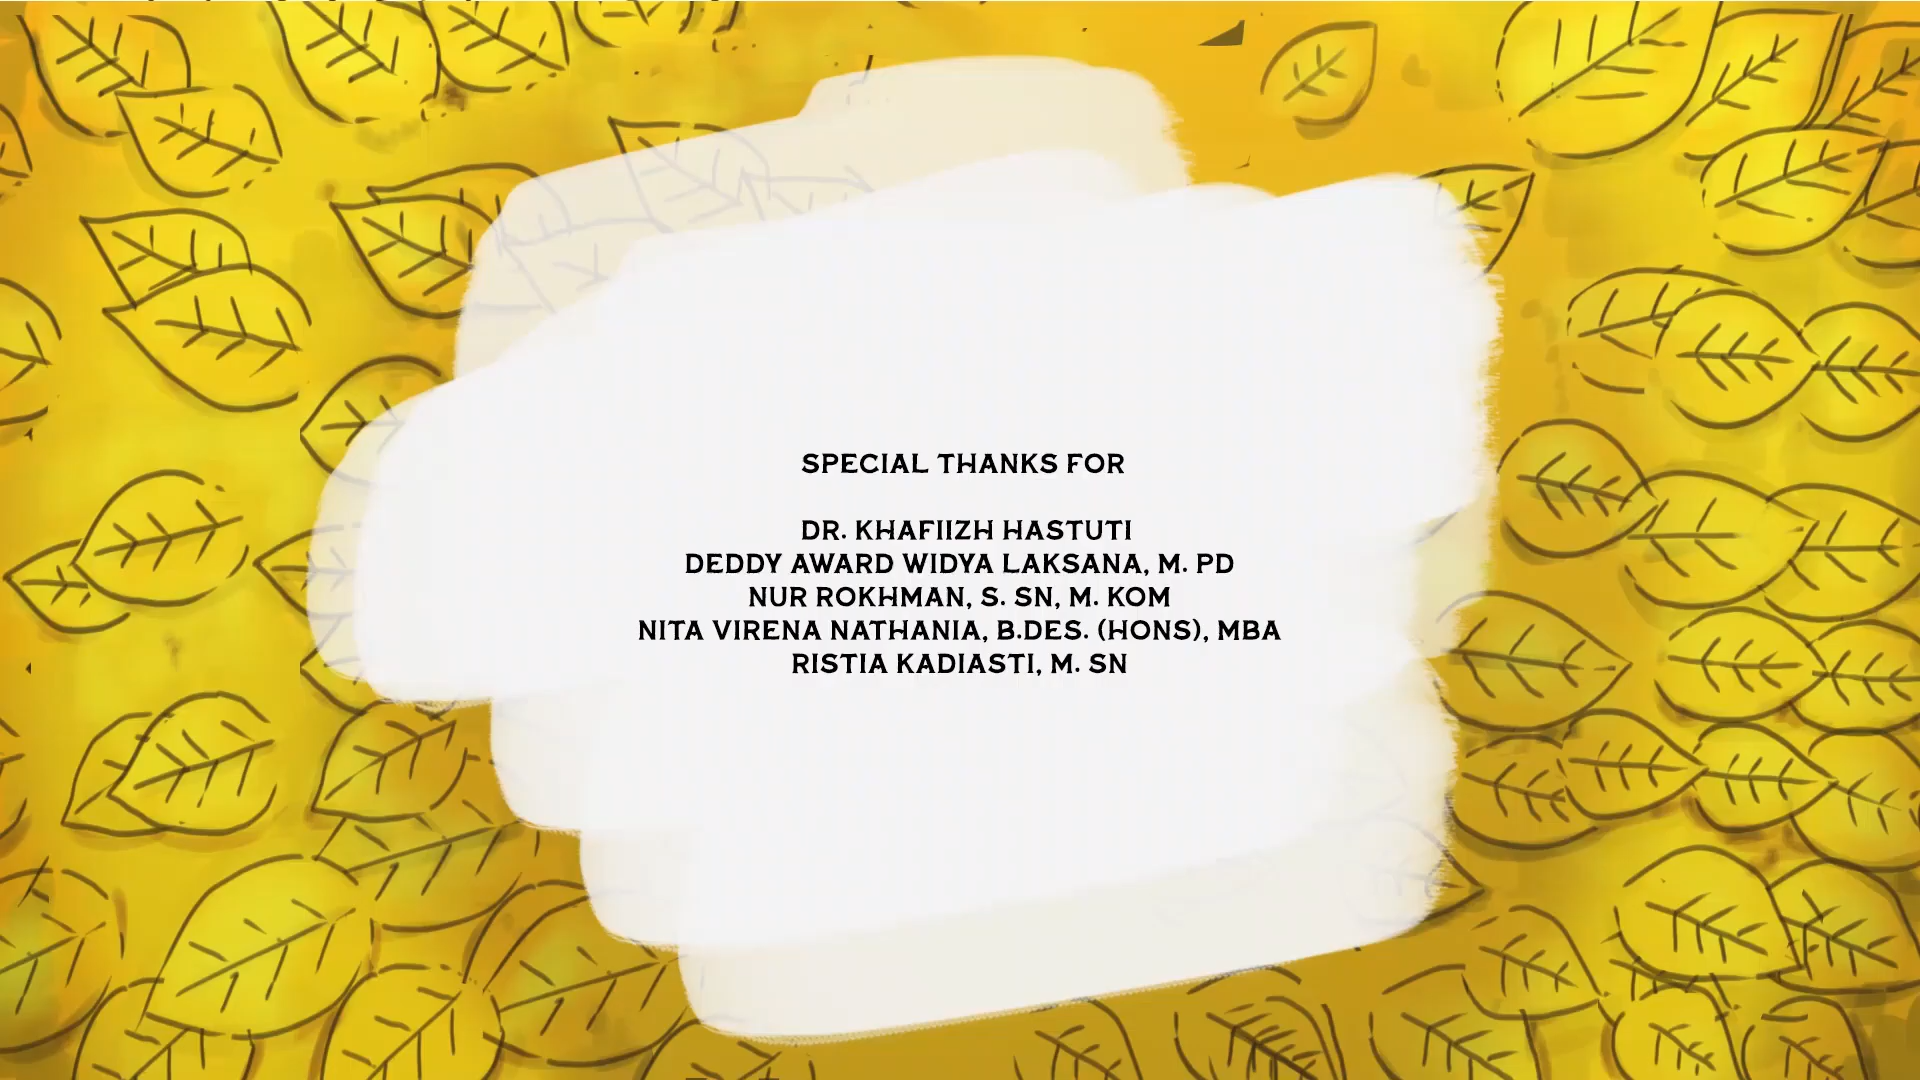 SPECIAL THANKS FOR
DR. KHAFIIZH HASTUTI
DEDDY AWARD WIDYA LAKSANA, M. PD
NUR ROKHMAN, S. SN, M. KOM
NITA VIRENA NATHANIA, B.DES. (HONS), MBA
RISTIA KADIASTI, M. SN